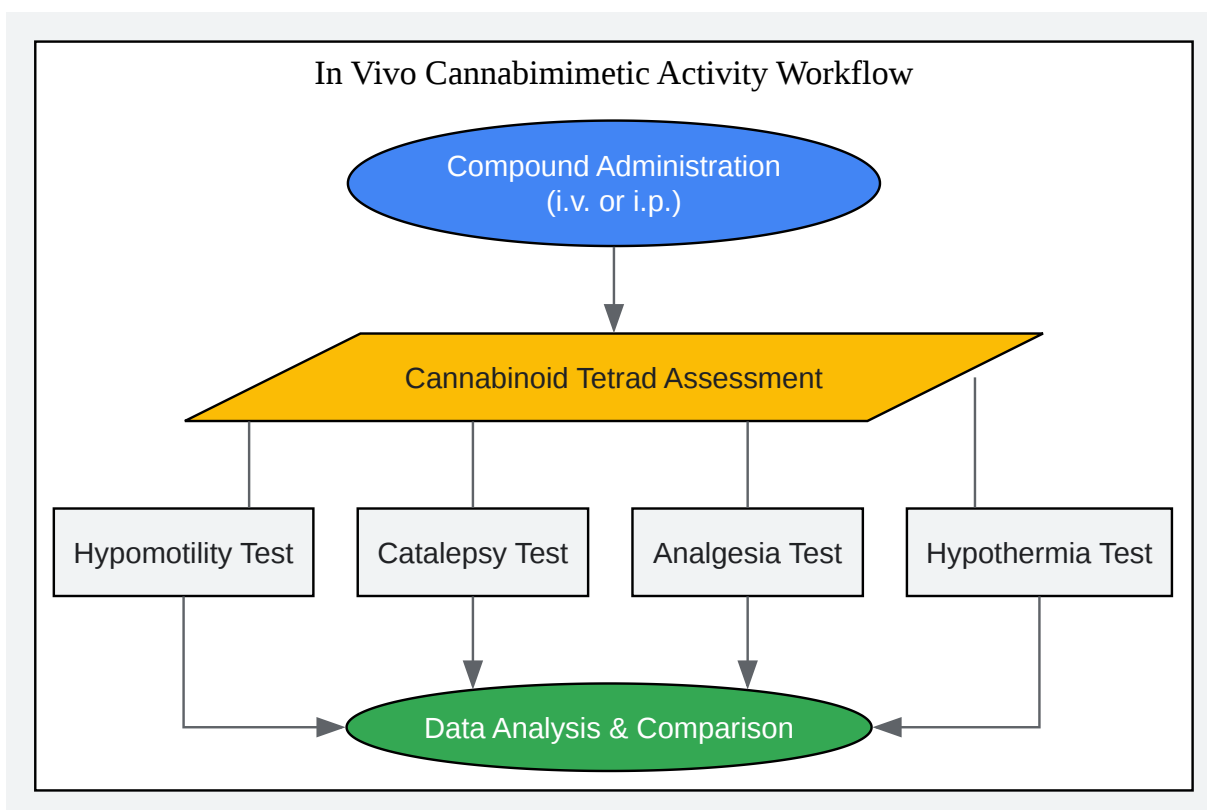 In Vivo Cannabimimetic Activity Workflow
Compound Administration
(i.v. or i.p.)
Cannabinoid Tetrad Assessment
Hypomotility Test
Catalepsy Test
Analgesia Test
Hypothermia Test
Data Analysis & Comparison